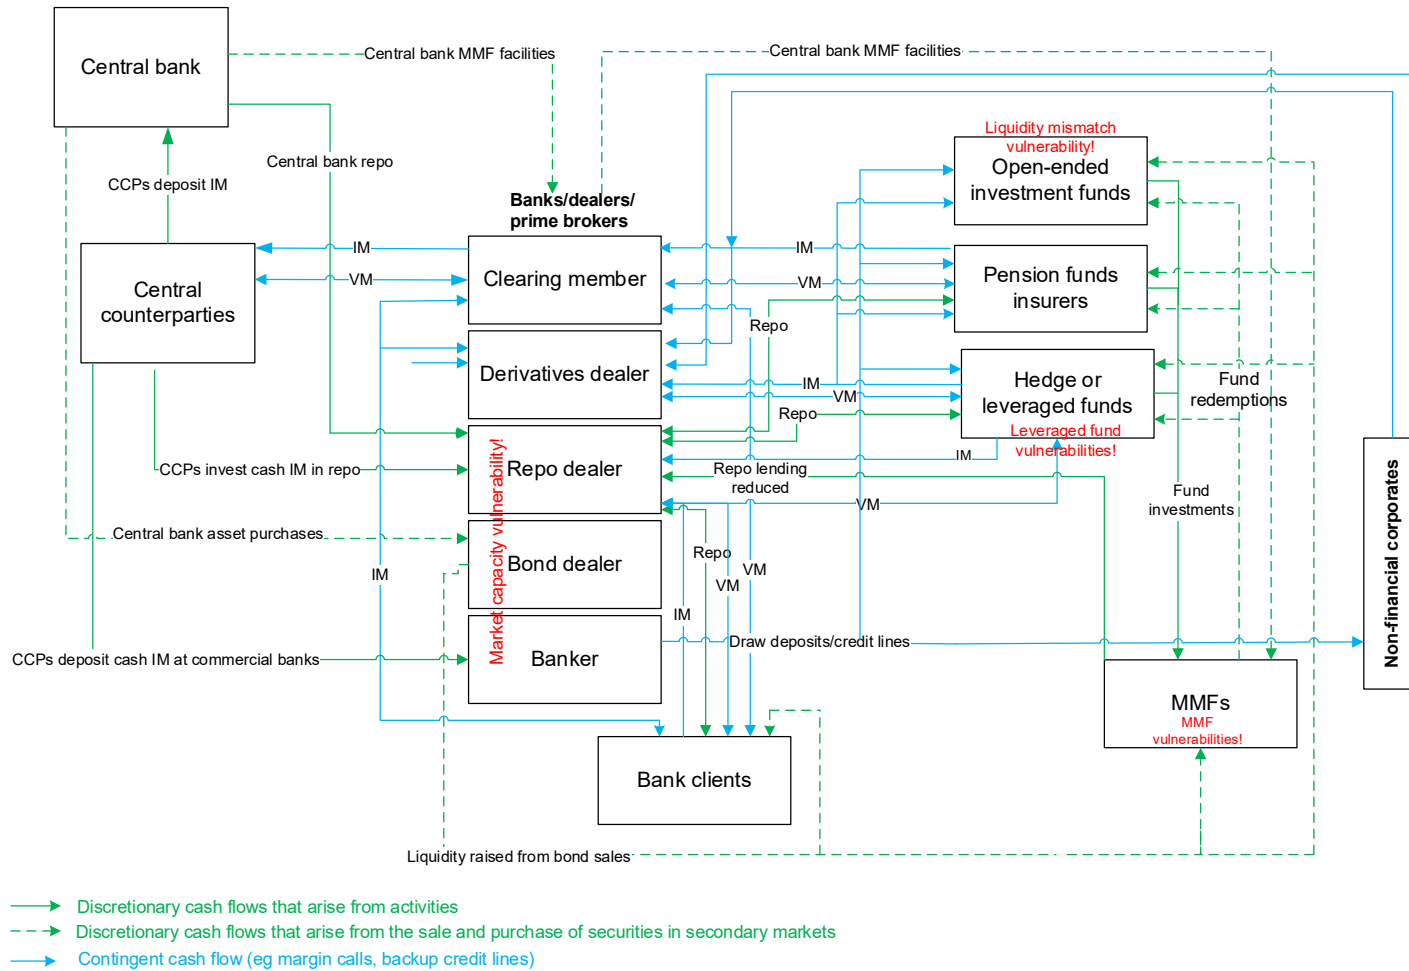 Central bank
Central bank MMF facilities
Central bank MMF facilities
Central bank repo
CCPs deposit IM
Liquidity mismatch
vulnerability!
Open-ended
investment funds
Banks/dealers/
prime brokers
IM
VM
Central
counterparties
Clearing member
IM
VM
Pension funds
insurers
Repo
Derivatives dealer
IM
VM
Repo
Hedge or
leveraged funds
Leveraged fund
vulnerabilities!
Fund
redemptions
CCPs invest cash IM in repo
Market capacity vulnerability!
Repo dealer
IM
Repo lending
reduced
VM
Fund
investments
Non-financial corporates
Central bank asset purchases
Bond dealer
IM
Repo
VM
VM
IM
CCPs deposit cash IM at commercial banks
Banker
Draw deposits/credit lines
MMFs
MMF
vulnerabilities!
Bank clients
Liquidity raised from bond sales
Discretionary cash flows that arise from activities
Discretionary cash flows that arise from the sale and purchase of securities in secondary markets
Contingent cash flow (eg margin calls, backup credit lines)